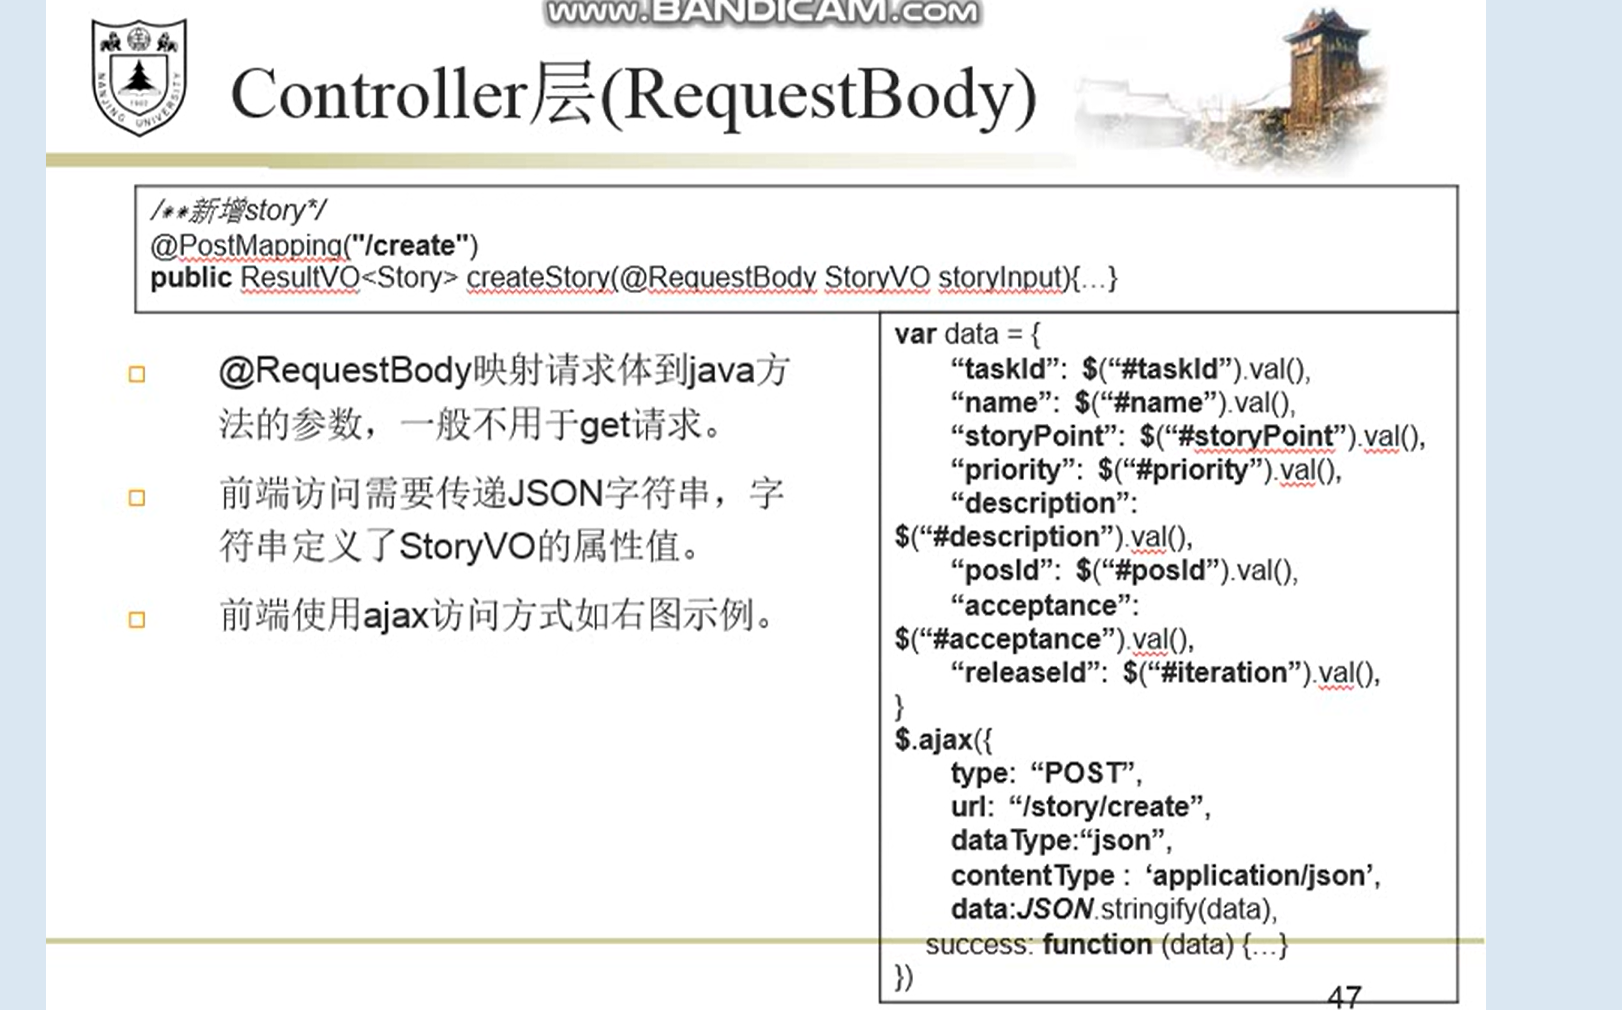 www.BANDICAM.com
NANJING UNIVERSITY
1902
Controller层(RequestBody)
/**新增story*/
@PostMapping("/create")
public ResultVO<Story> createStory(@RequestBody StoryVO storyInput){...}
@RequestBody映射请求体到java方
法的参数，一般不用于get请求。
前端访问需要传递JSON字符串，字
符串定义了StoryVO的属性值。
前端使用ajax访问方式如右图示例。
var data = {
“taskId”: $(“#taskId”).val(),
“name”: $(“#name”).val(),
“storyPoint”: $(“#storyPoint”).val(),
“priority”: $(“#priority”).val(),
“description”:
$(“#description”).val(),
“posId”: $(“#posId”).val(),
“acceptance”:
$(“#acceptance”).val(),
“releaseId”: $(“#iteration”).val(),
}
$.ajax({
type: “POST”,
url: “/story/create”,
dataType:“json”,
contentType : ‘application/json’,
data:JSON.stringify(data),
success: function (data) {...}
})
47